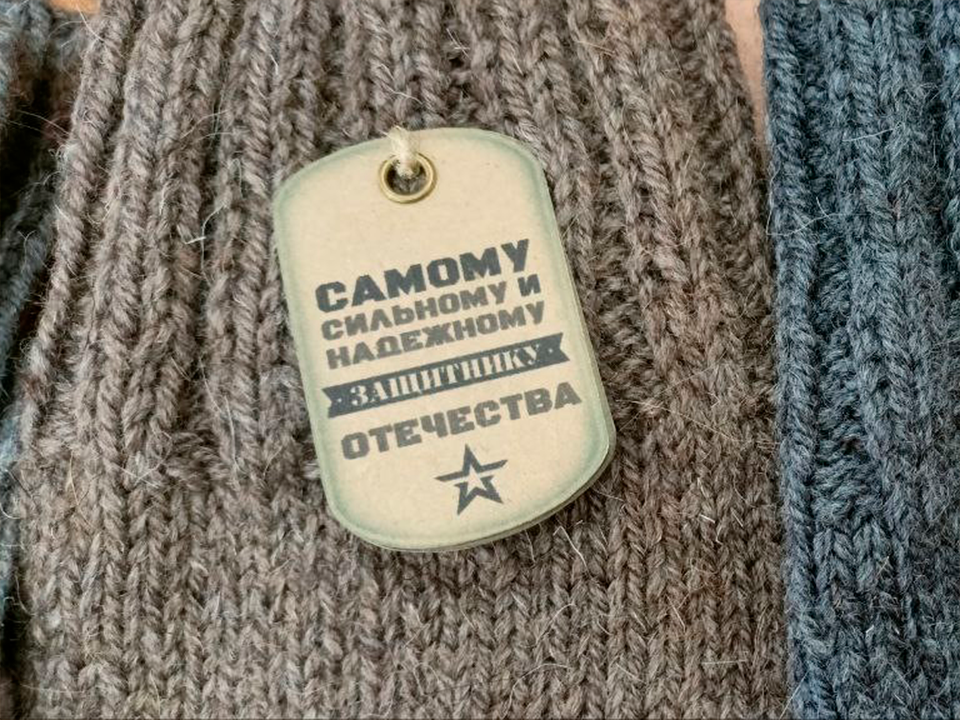 САМОМУ
СИЛЬНОМУ И
НАДЕЖНОМУ
ЗАЩИТНИКУ
ОТЕЧЕСТВА